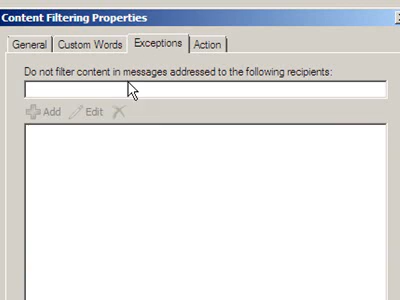 Content Filtering Properties
General Custom Words Exceptions Action
Do not filter content in messages addressed to the following recipients:
Add Edit